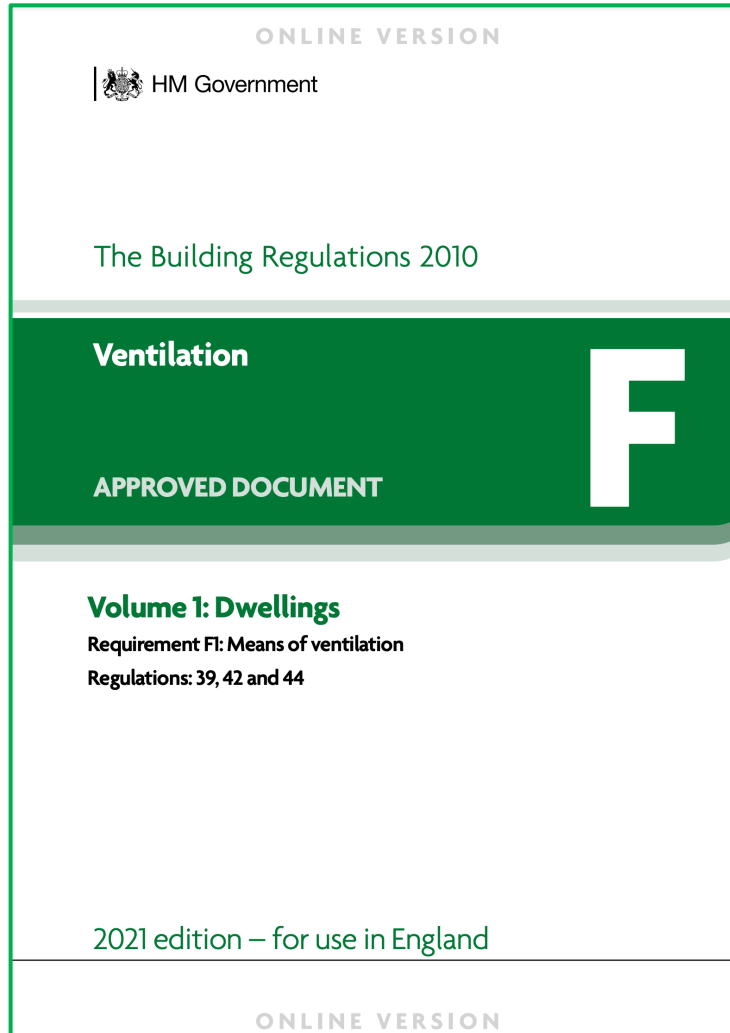 ONLINE VERSION
HM Government
The Building Regulations 2010
Ventilation
F
APPROVED DOCUMENT
Volume 1: Dwellings
Requirement F1: Means of ventilation
Regulations: 39, 42 and 44
2021 edition – for use in England
ONLINE VERSION